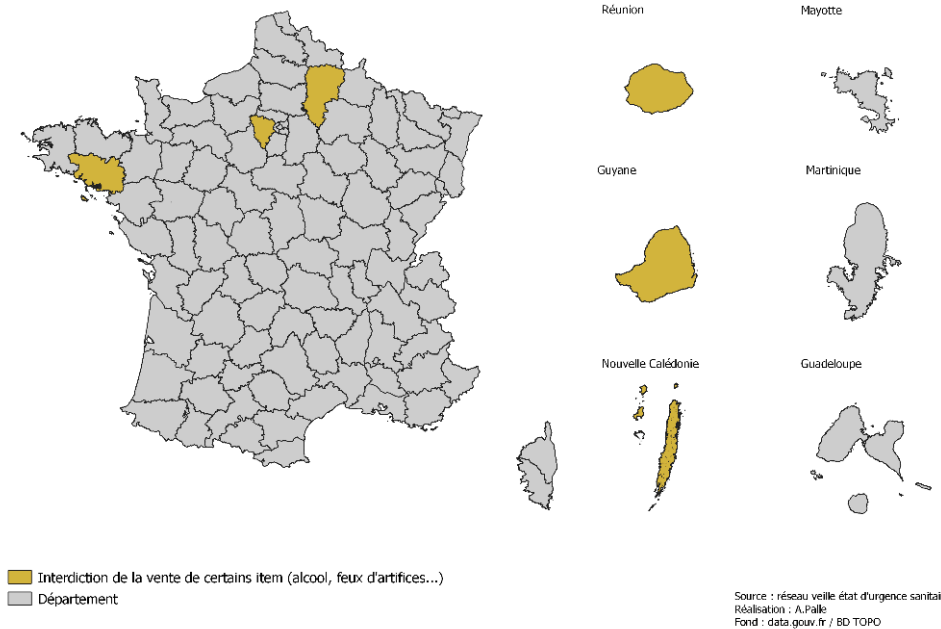 Réunion
Mayotte
Guyane
Martinique
Nouvelle Calédonie
Guadeloupe
Interdiction de la vente de certains item (alcool, feux d'artifices...)
Département
Source : réseau veille état d'urgence sanitai
Réalisation : A.Palle
Fond : data.gouv.fr / BD TOPO